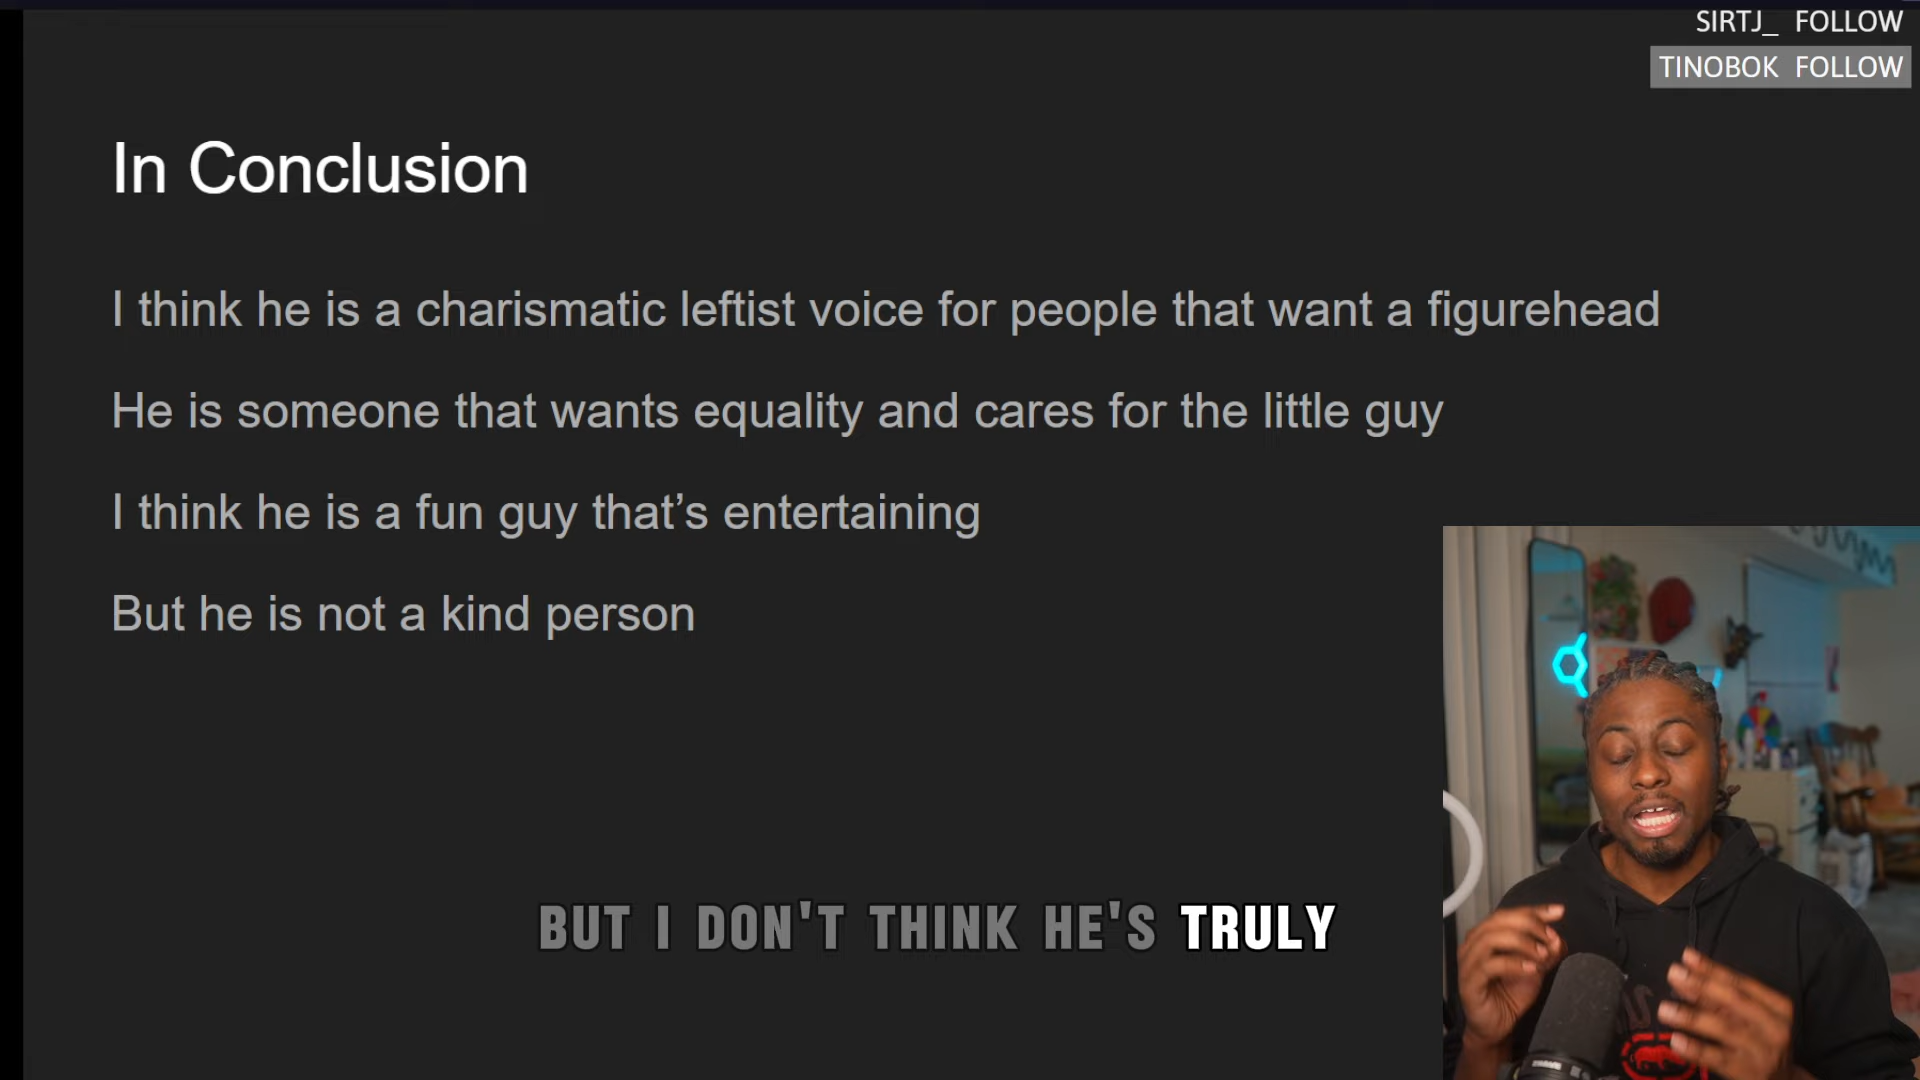 SIRTJ_ FOLLOW
TINOBOK FOLLOW
In Conclusion
I think he is a charismatic leftist voice for people that want a figurehead
He is someone that wants equality and cares for the little guy
I think he is a fun guy that’s entertaining
But he is not a kind person
BUT I DON'T THINK HE'S TRULY